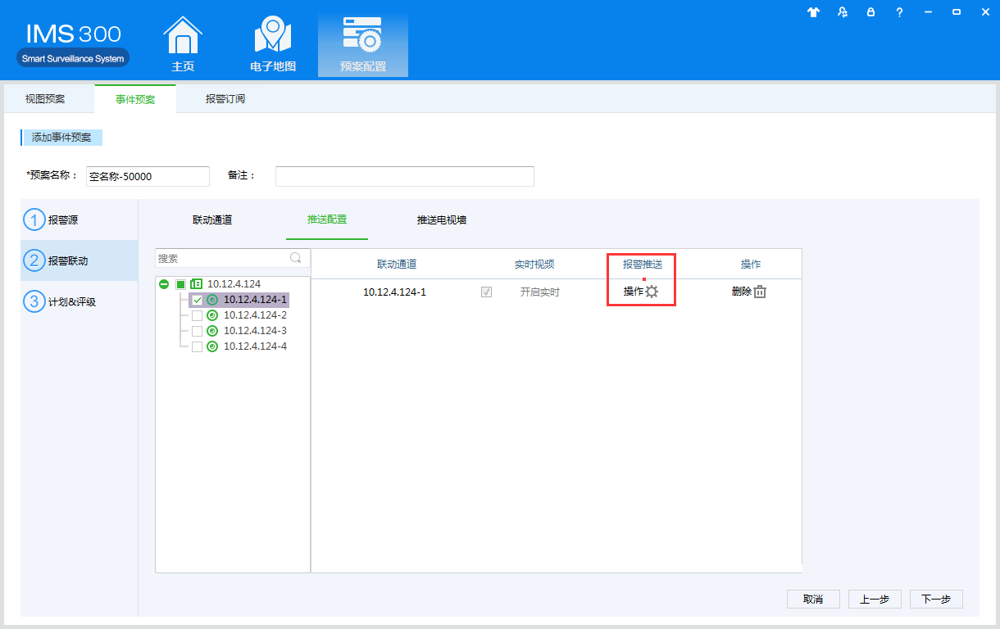 IMS 300
Smart Surveillance System
主页
电子地图
预案配置
视图预案
事件预案
报警订阅
添加事件预案
*预案名称：
空名称-50000
备注：
1 报警源
2 报警联动
3 计划&评级
联动通道
推送配置
推送电视墙
搜索
10.12.4.124
10.12.4.124-1
10.12.4.124-2
10.12.4.124-3
10.12.4.124-4
联动通道 实时视频 报警推送 操作
10.12.4.124-1 开启实时 操作 删除
取消
上一步
下一步